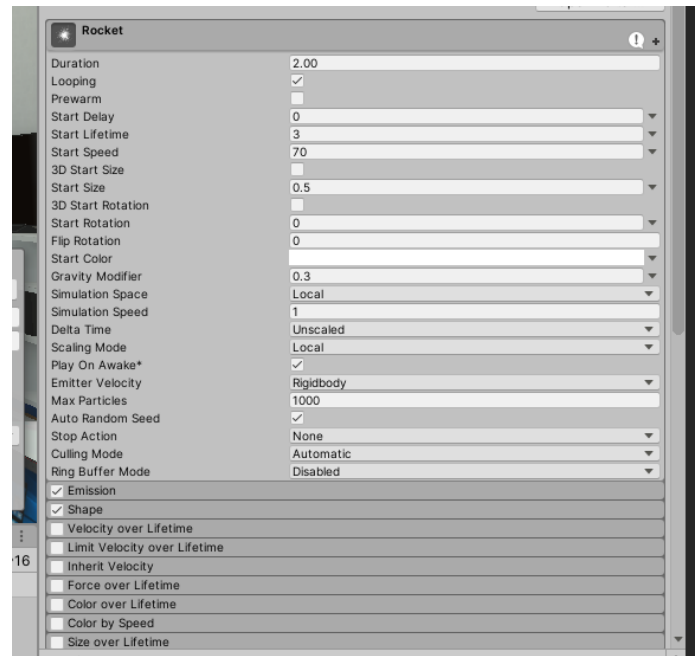 Rocket
Duration 2.00
Looping
Prewarm
Start Delay 0
Start Lifetime 3
Start Speed 70
3D Start Size
Start Size 0.5
3D Start Rotation
Start Rotation 0
Flip Rotation 0
Start Color
Gravity Modifier 0.3
Simulation Space Local
Simulation Speed 1
Delta Time Unscaled
Scaling Mode Local
Play On Awake*
Emitter Velocity Rigidbody
Max Particles 1000
Auto Random Seed
Stop Action None
Culling Mode Automatic
Ring Buffer Mode Disabled
Emission
Shape
Velocity over Lifetime
Limit Velocity over Lifetime
16
Inherit Velocity
Force over Lifetime
Color over Lifetime
Color by Speed
Size over Lifetime